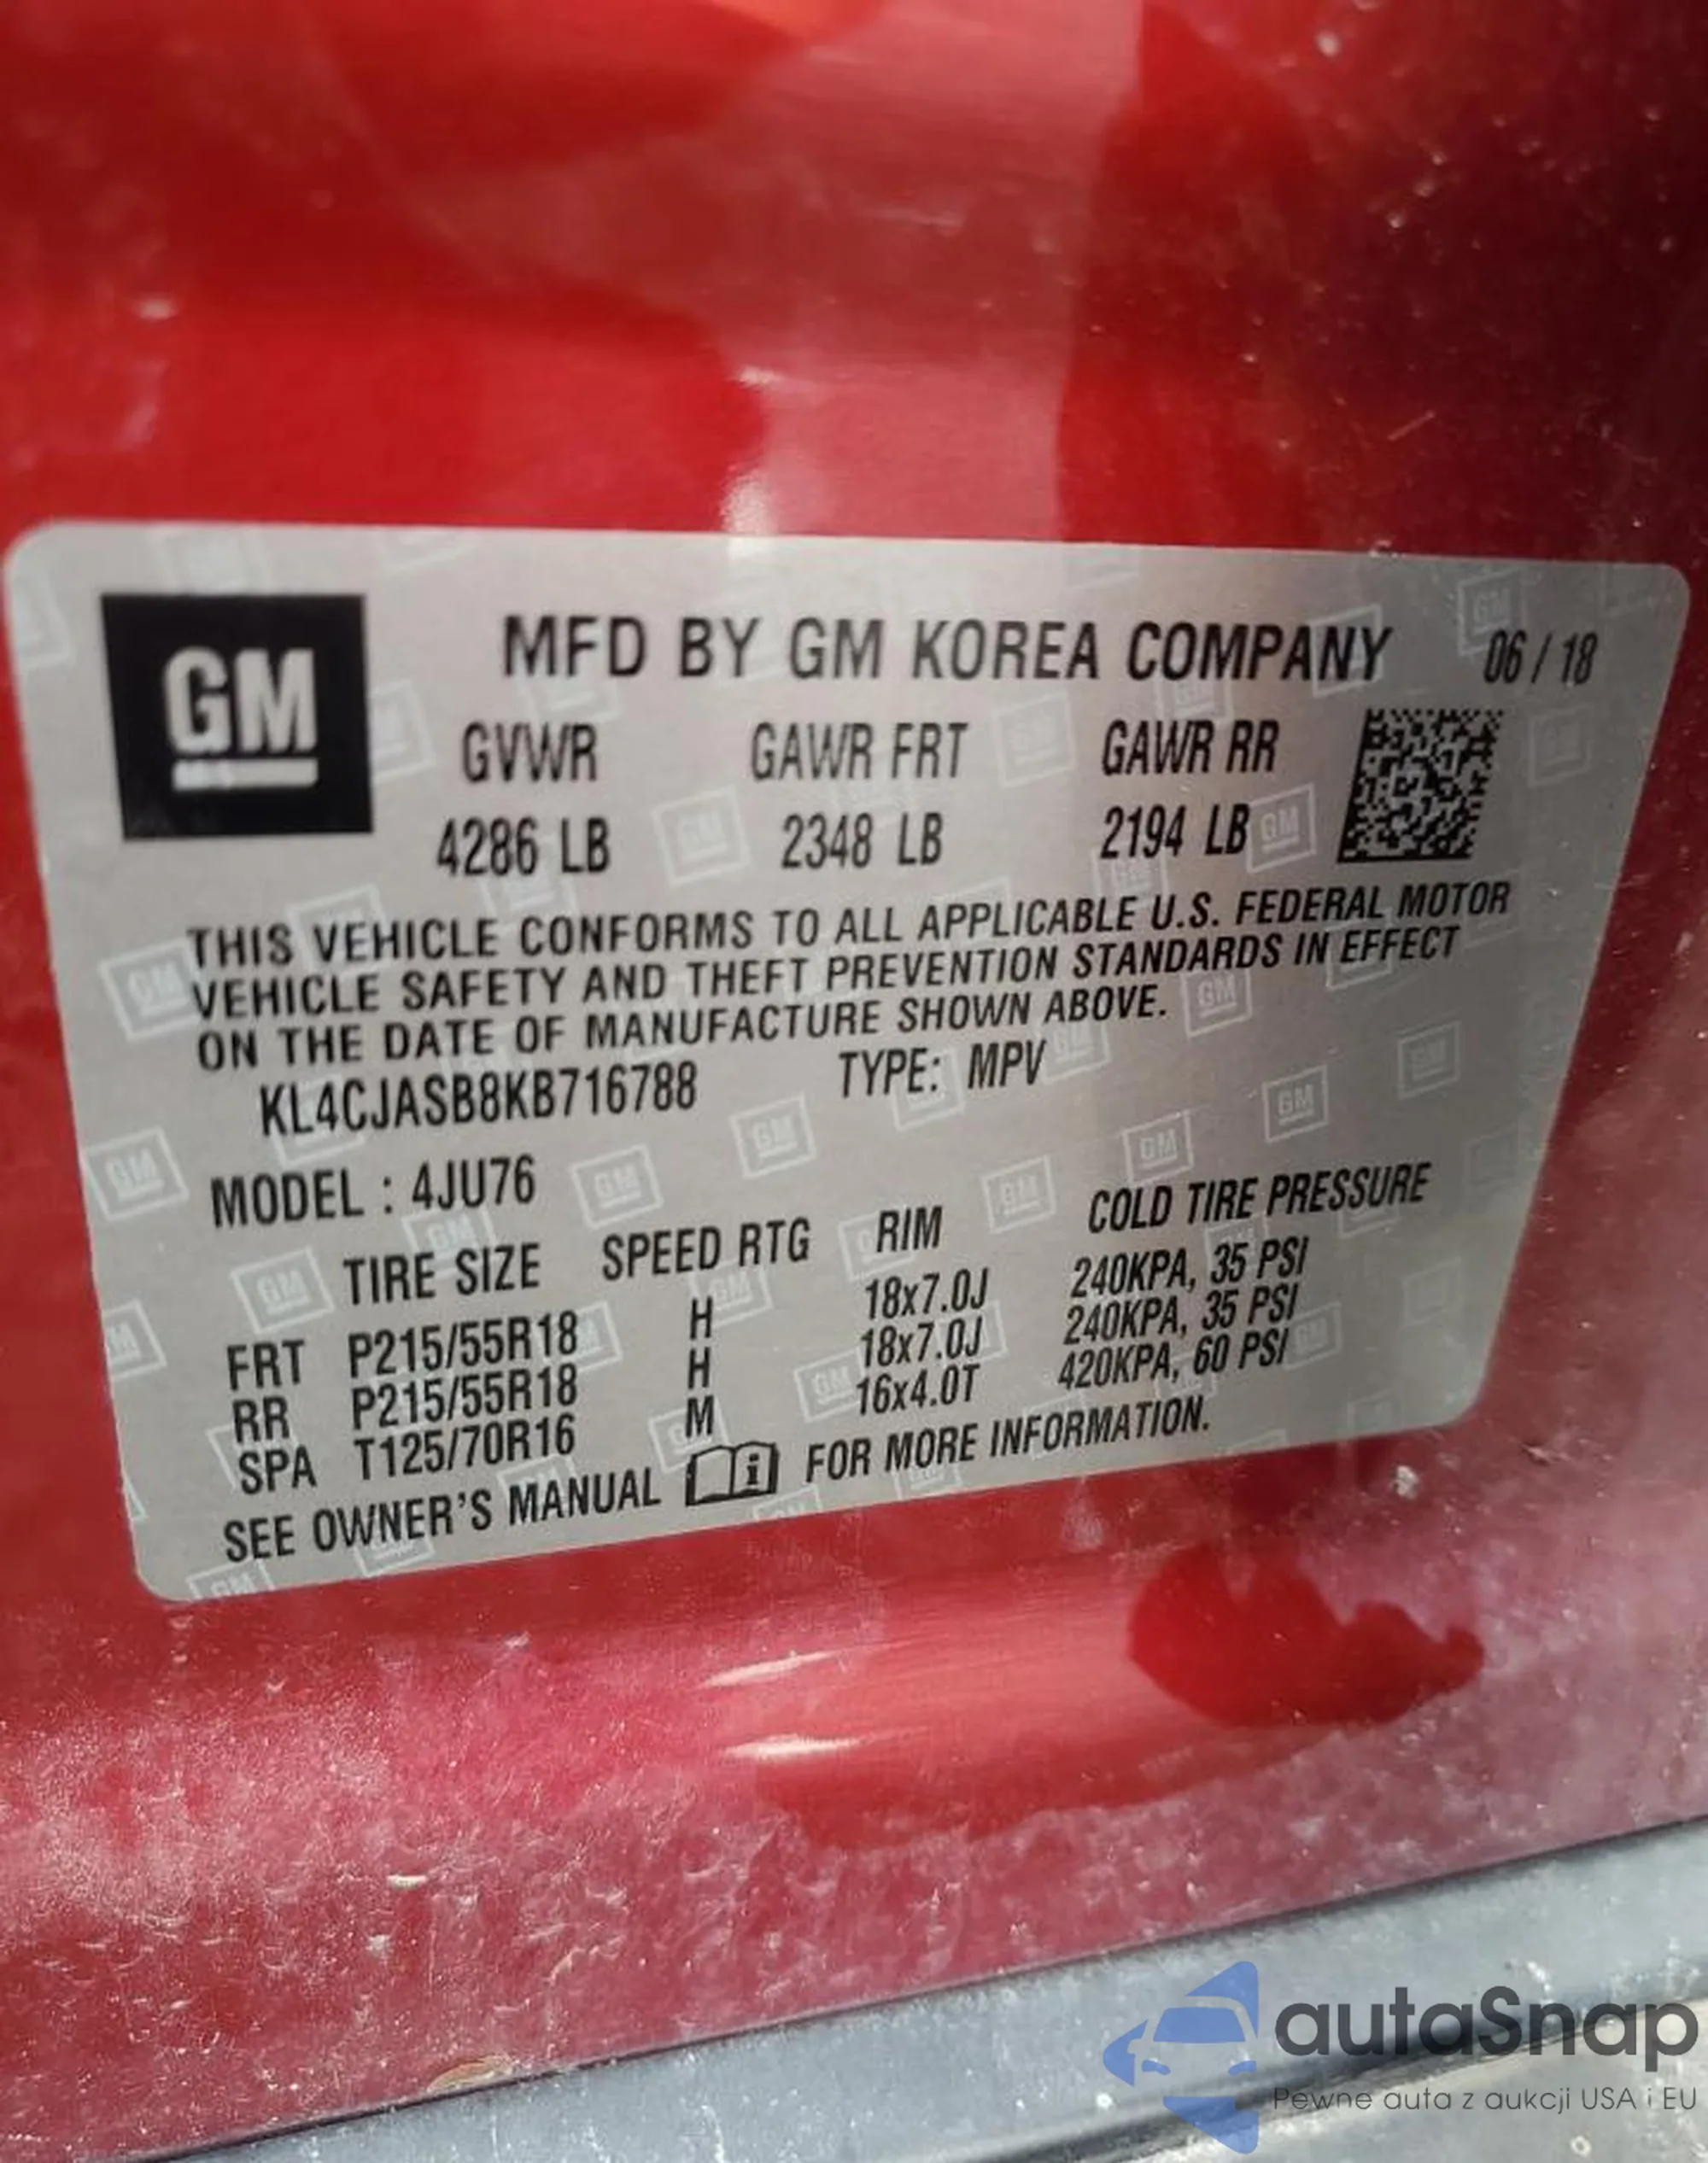 GM
MFD BY GM KOREA COMPANY 06 / 18
GVWR GAWR FRT GAWR RR
4286 LB 2348 LB 2194 LB
THIS VEHICLE CONFORMS TO ALL APPLICABLE U.S. FEDERAL MOTOR
VEHICLE SAFETY AND THEFT PREVENTION STANDARDS IN EFFECT
ON THE DATE OF MANUFACTURE SHOWN ABOVE.
KL4CJASB8KB716788 TYPE: MPV
MODEL : 4JU76
TIRE SIZE SPEED RTG RIM COLD TIRE PRESSURE
FRT P215/55R18 H 18x7.0J 240KPA, 35 PSI
RR P215/55R18 H 18x7.0J 240KPA, 35 PSI
SPA T125/70R16 M 16x4.0T 420KPA, 60 PSI
SEE OWNER'S MANUAL i FOR MORE INFORMATION.
autaSnap
Pewne auta z aukcji USA i EU